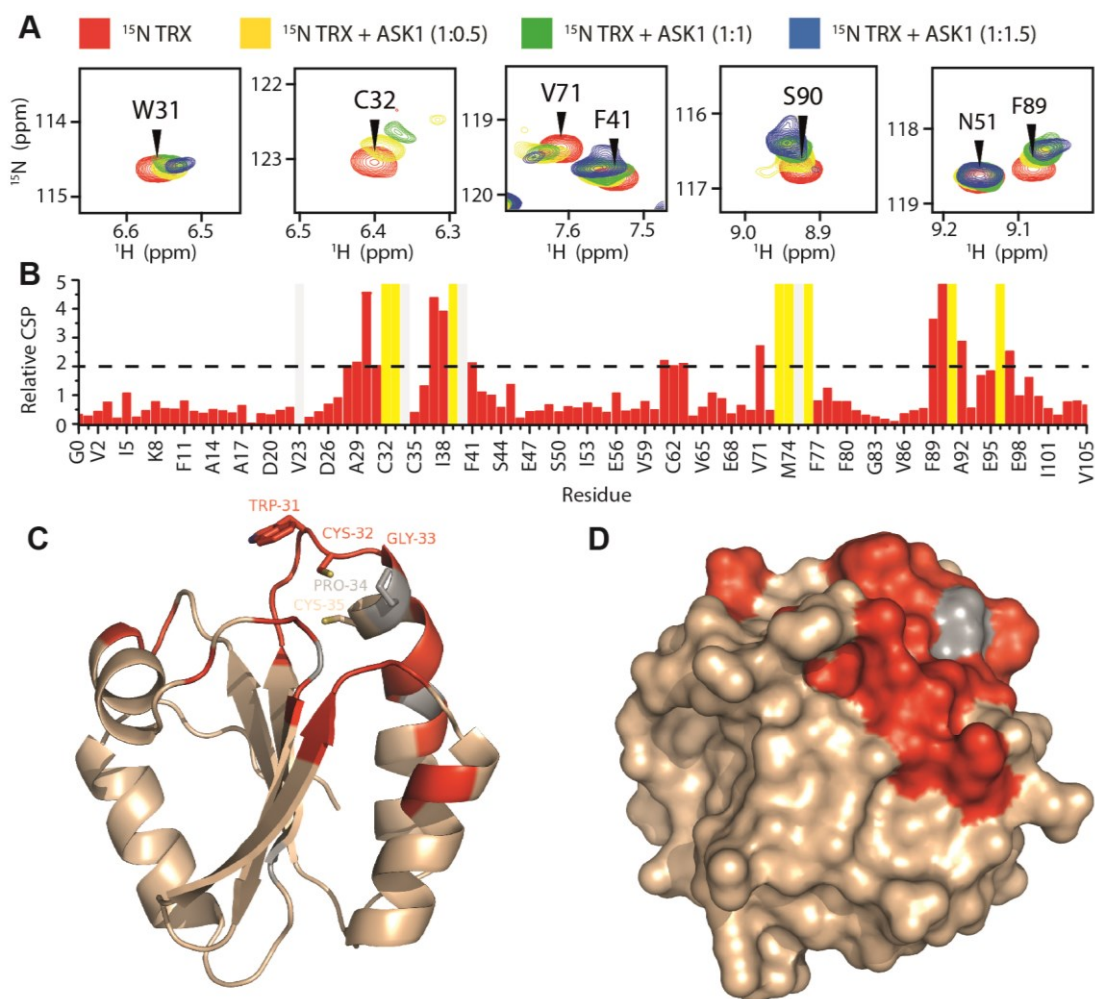 A
¹⁵N TRX
¹⁵N TRX + ASK1 (1:0.5)
¹⁵N TRX + ASK1 (1:1)
¹⁵N TRX + ASK1 (1:1.5)
¹⁵N (ppm)
114
115
W31
6.6
6.5
¹H (ppm)
122
123
C32
6.5
6.4
6.3
¹H (ppm)
119
120
V71
F41
7.6
7.5
¹H (ppm)
116
117
S90
9.0
8.9
¹H (ppm)
118
119
N51
F89
9.2
9.1
¹H (ppm)
B
Relative CSP
5
4
3
2
1
0
G0 V2 I5 K8 F11 A14 A17 D20 V23 D26 A29 C32 C35 I38 F41 S44 E47 S50 I53 E56 V59 C62 V65 E68 V71 M74 F77 F80 G83 V86 F89 A92 E95 E98 I101 V105
Residue
C
TRP-31
CYS-32
GLY-33
PRO-34
CYS-35
D